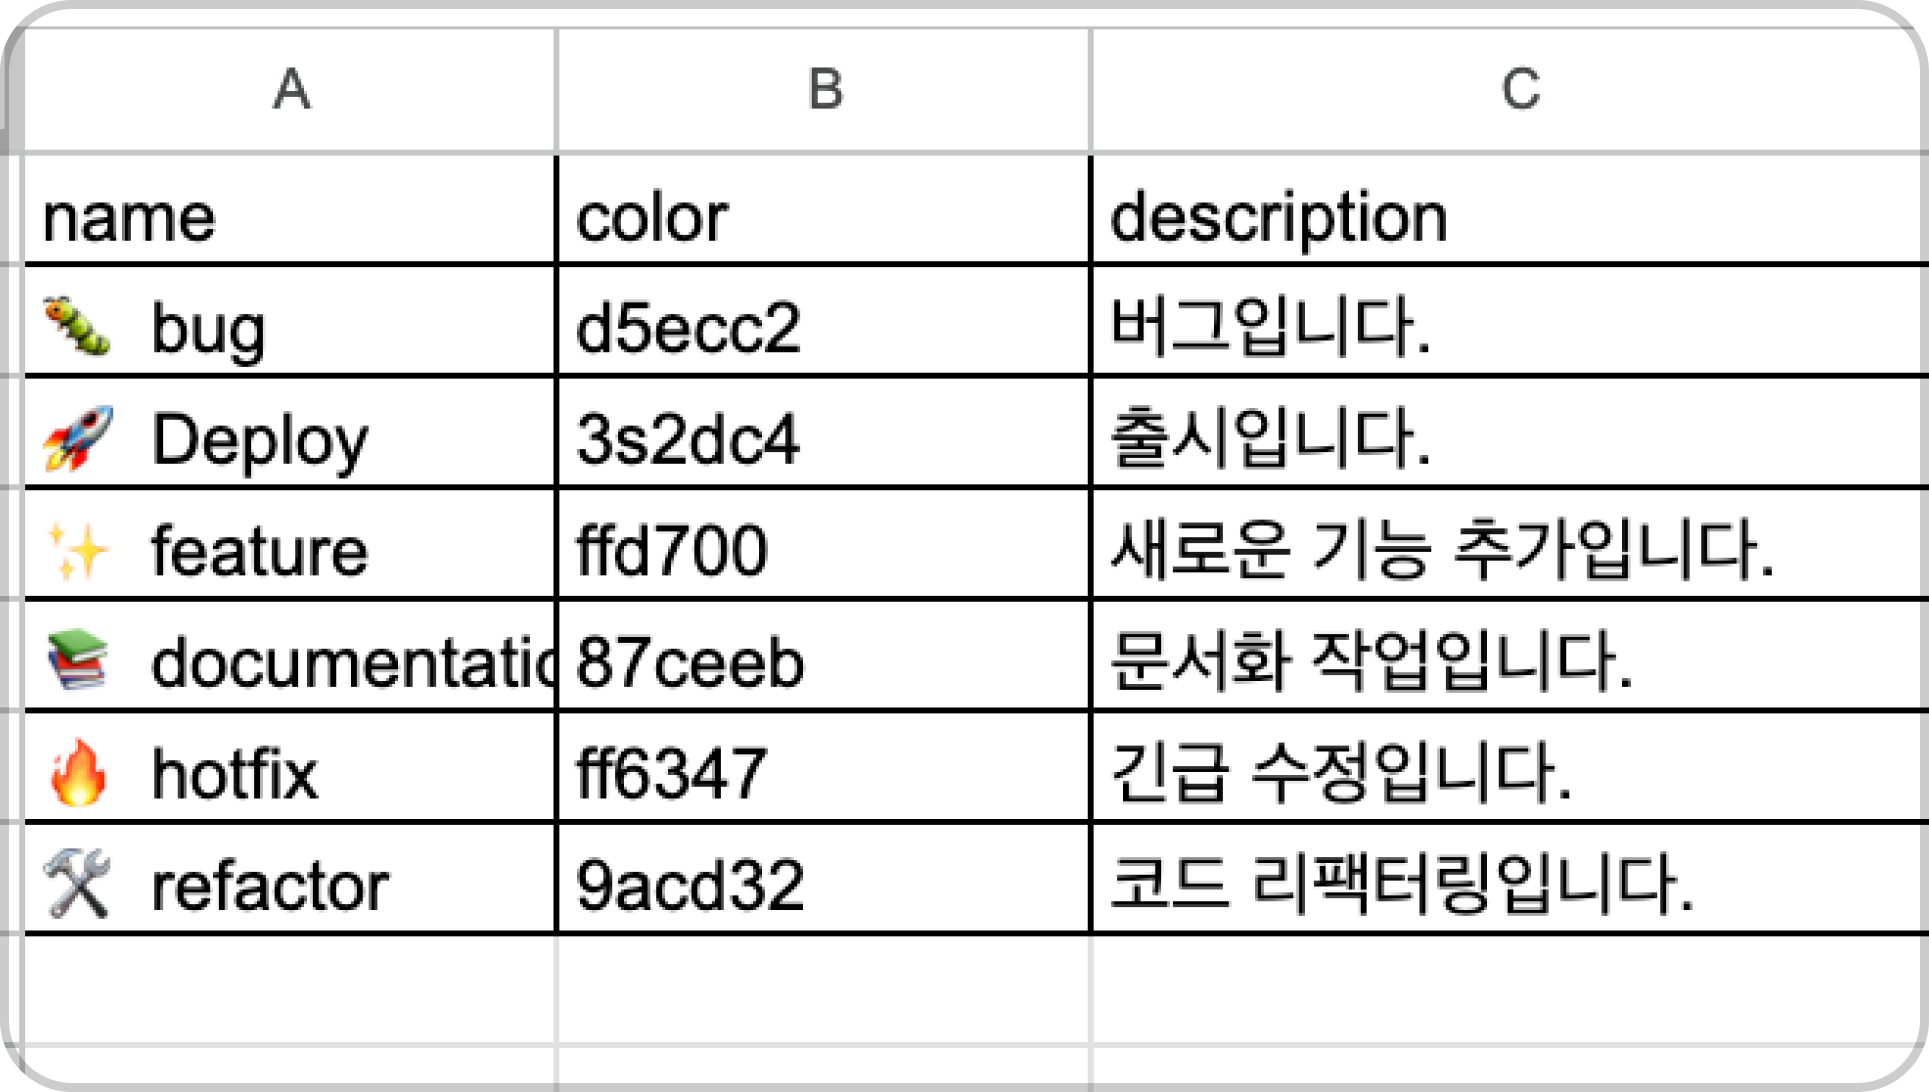 A B C
name color description
🐛 bug d5ecc2 버그입니다.
🚀 Deploy 3s2dc4 출시입니다.
✨ feature ffd700 새로운 기능 추가입니다.
📚 documentatio 87ceeb 문서화 작업입니다.
🔥 hotfix ff6347 긴급 수정입니다.
🛠 refactor 9acd32 코드 리팩터링입니다.